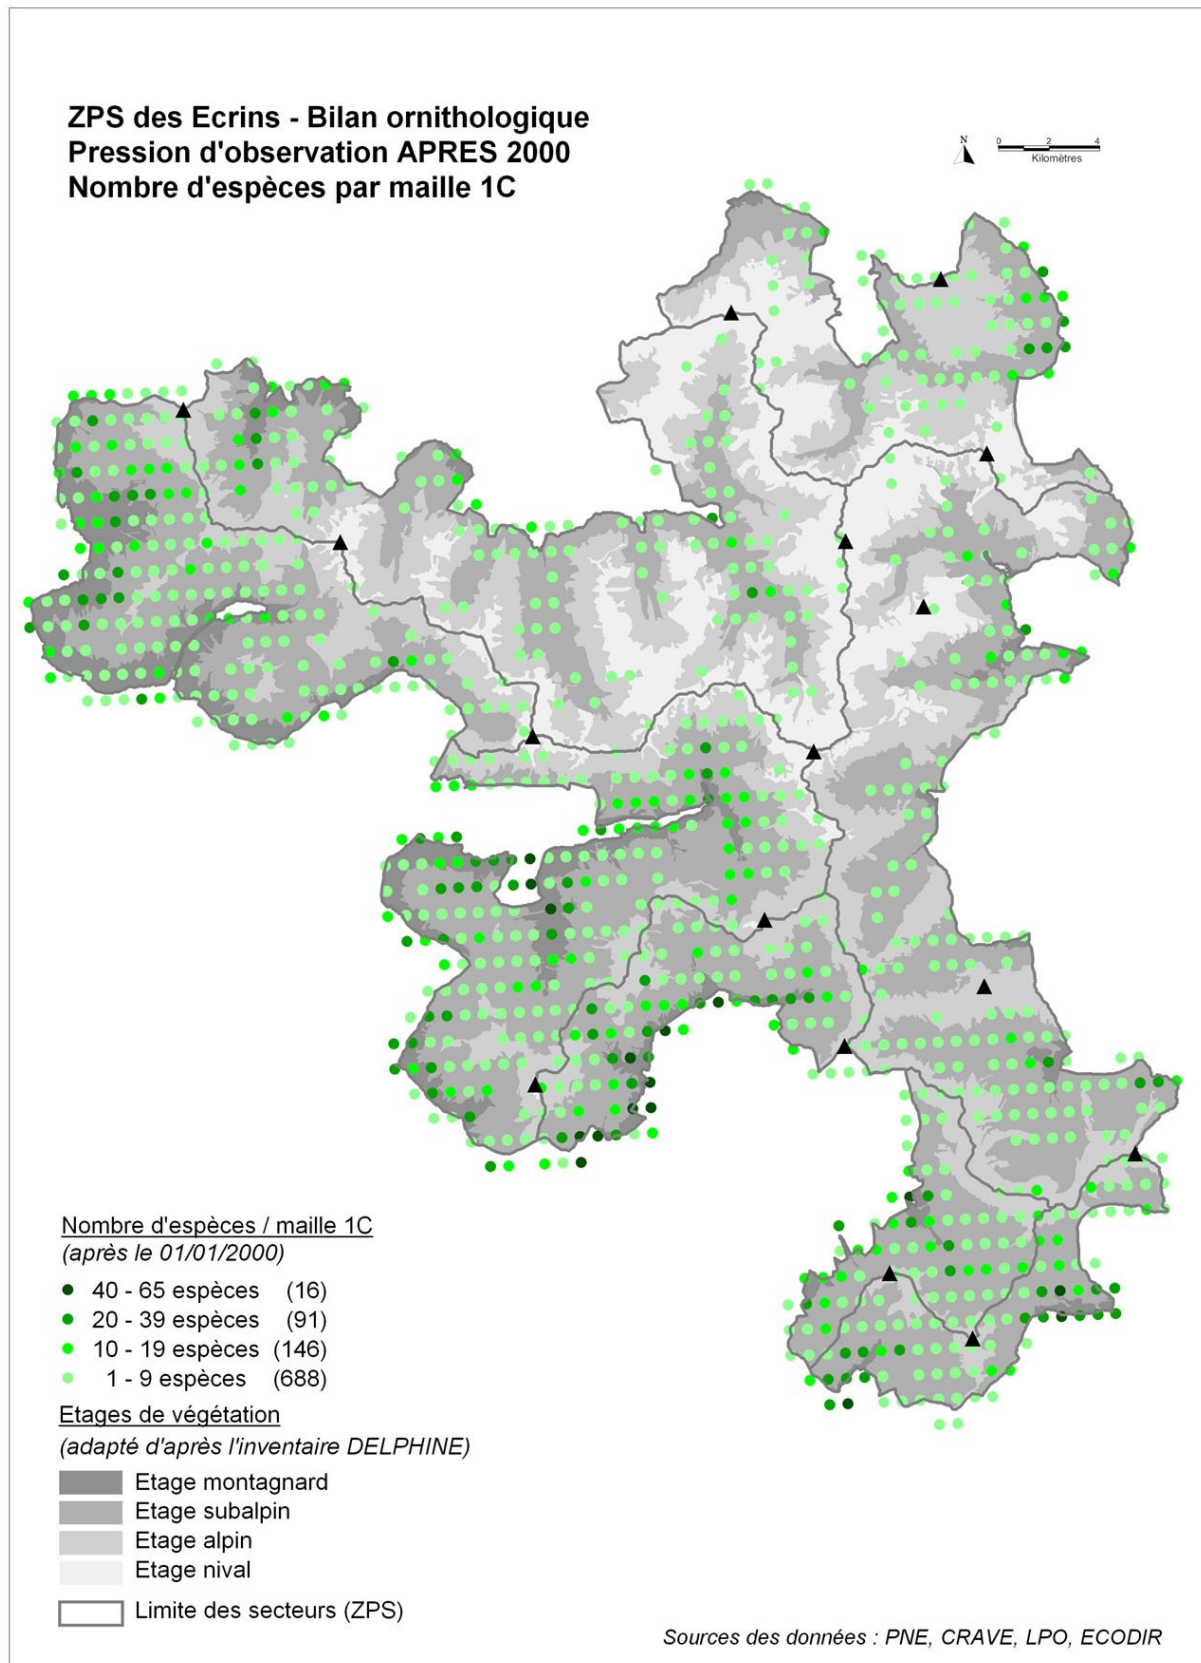 ZPS des Ecrins - Bilan ornithologique
Pression d'observation APRES 2000
Nombre d'espèces par maille 1C
N
0 2 4
Kilomètres
Nombre d'espèces / maille 1C
(après le 01/01/2000)
40 - 65 espèces (16)
20 - 39 espèces (91)
10 - 19 espèces (146)
1 - 9 espèces (688)
Etages de végétation
(adapté d'après l'inventaire DELPHINE)
Etage montagnard
Etage subalpin
Etage alpin
Etage nival
Limite des secteurs (ZPS)
Sources des données : PNE, CRAVE, LPO, ECODIR